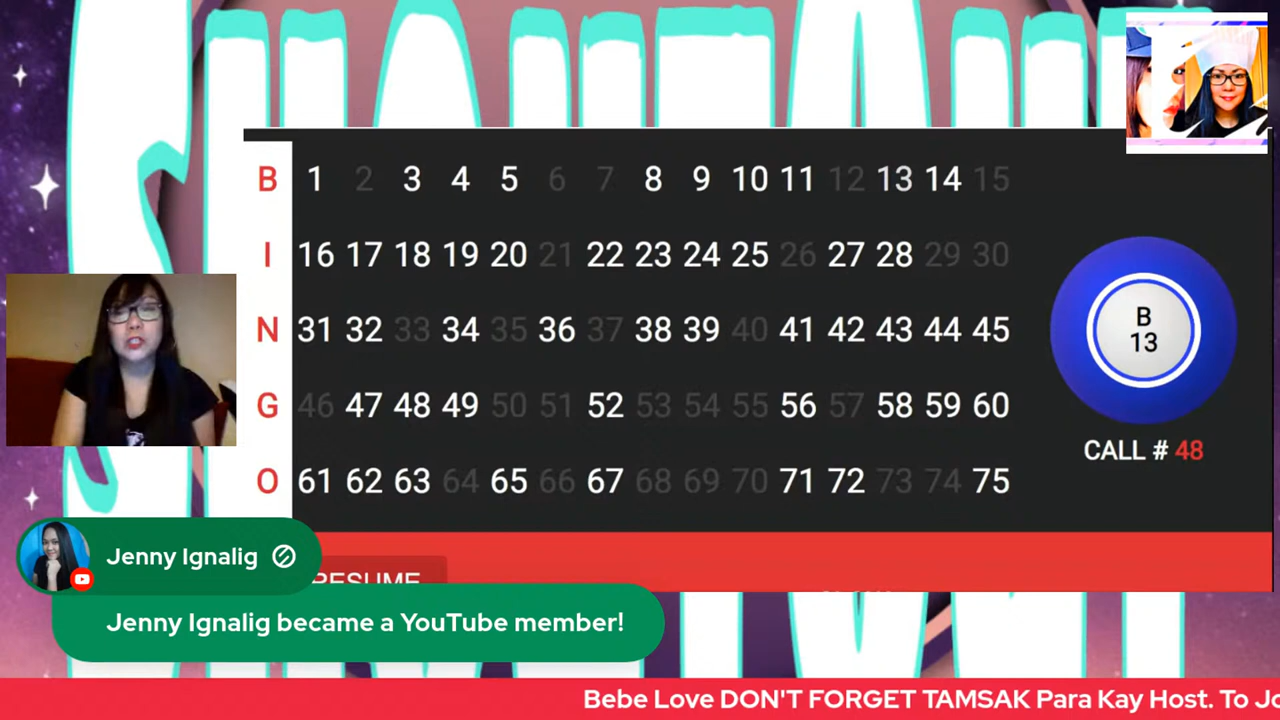 B 1 2 3 4 5 6 7 8 9 10 11 12 13 14 15
I 16 17 18 19 20 21 22 23 24 25 26 27 28 29 30
N 31 32 33 34 35 36 37 38 39 40 41 42 43 44 45
G 46 47 48 49 50 51 52 53 54 55 56 57 58 59 60
O 61 62 63 64 65 66 67 68 69 70 71 72 73 74 75
B
13
CALL # 48
RESUME
Jenny Ignalig
Jenny Ignalig became a YouTube member!
Bebe Love DON'T FORGET TAMSAK Para Kay Host. To Jo